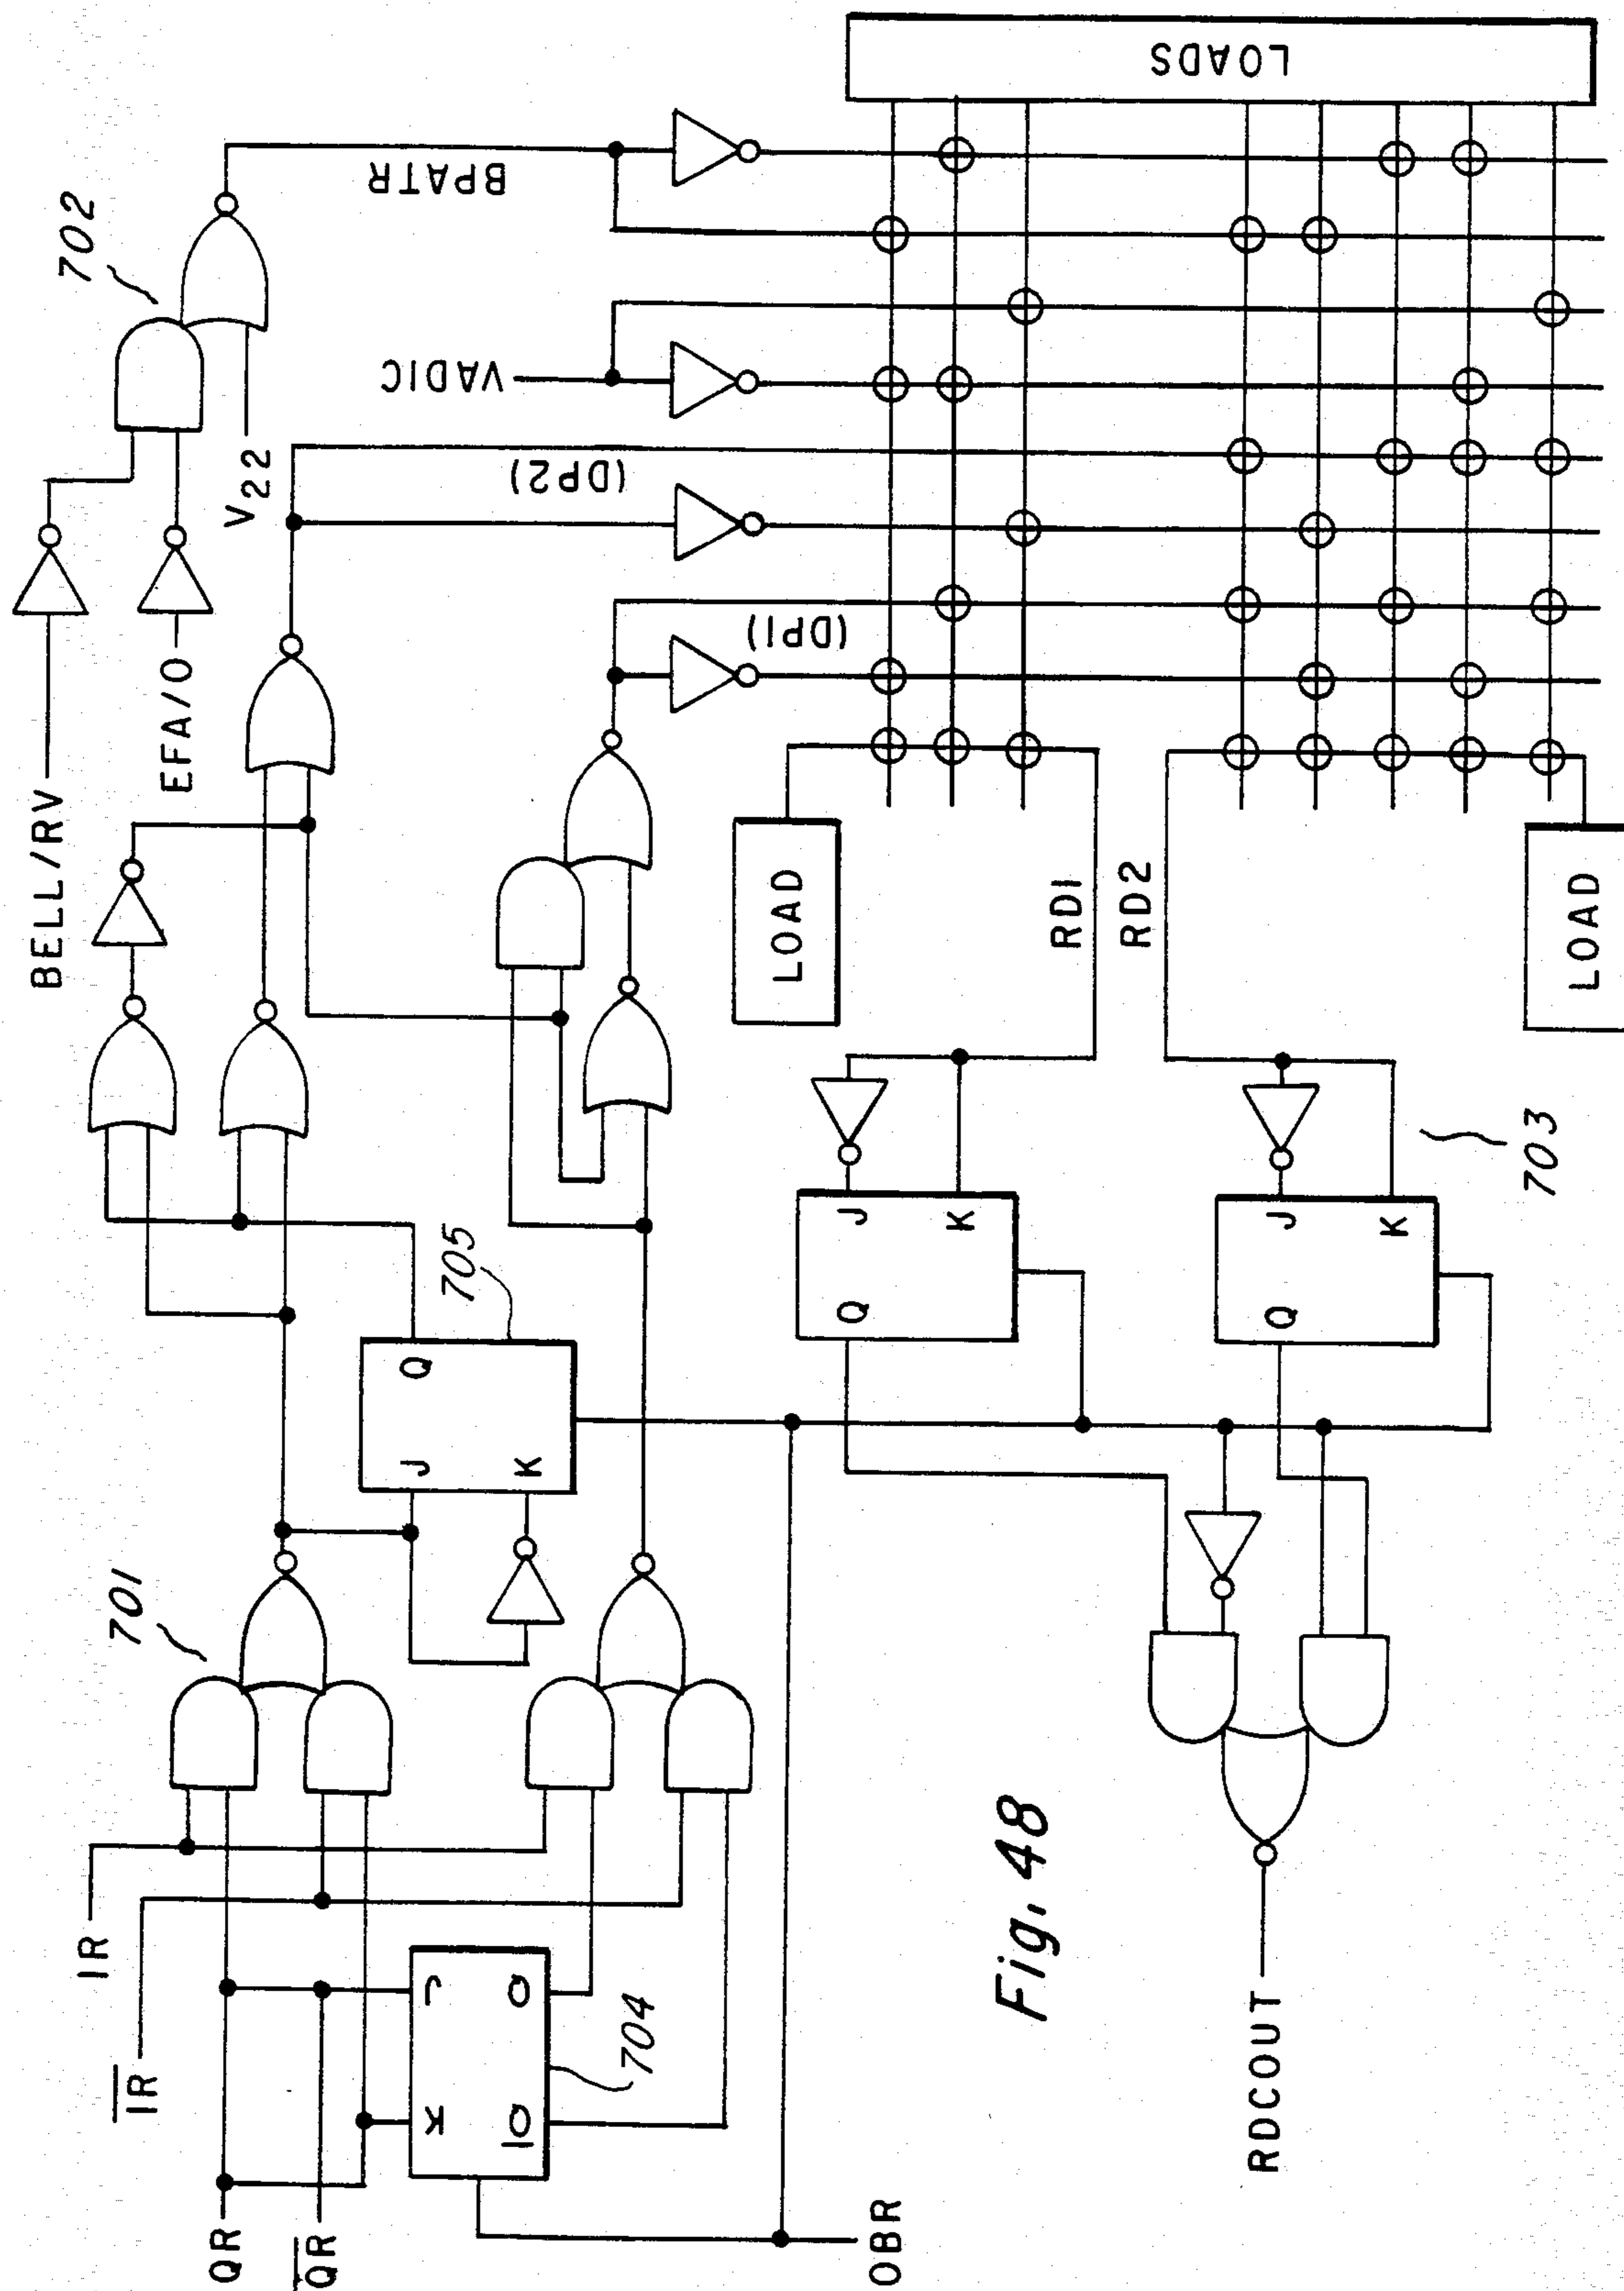 QR
QR
IR
IR
701
704
K
J
Q
Q
OBR
J
K
Q
705
BELL/RV
EFA/O
V22
702
BPATR
VADIC
(DP2)
(DP1)
LOADS
LOAD
RD1
RD2
LOAD
J
K
Q
J
K
Q
703
RDCOUT
Fig. 48